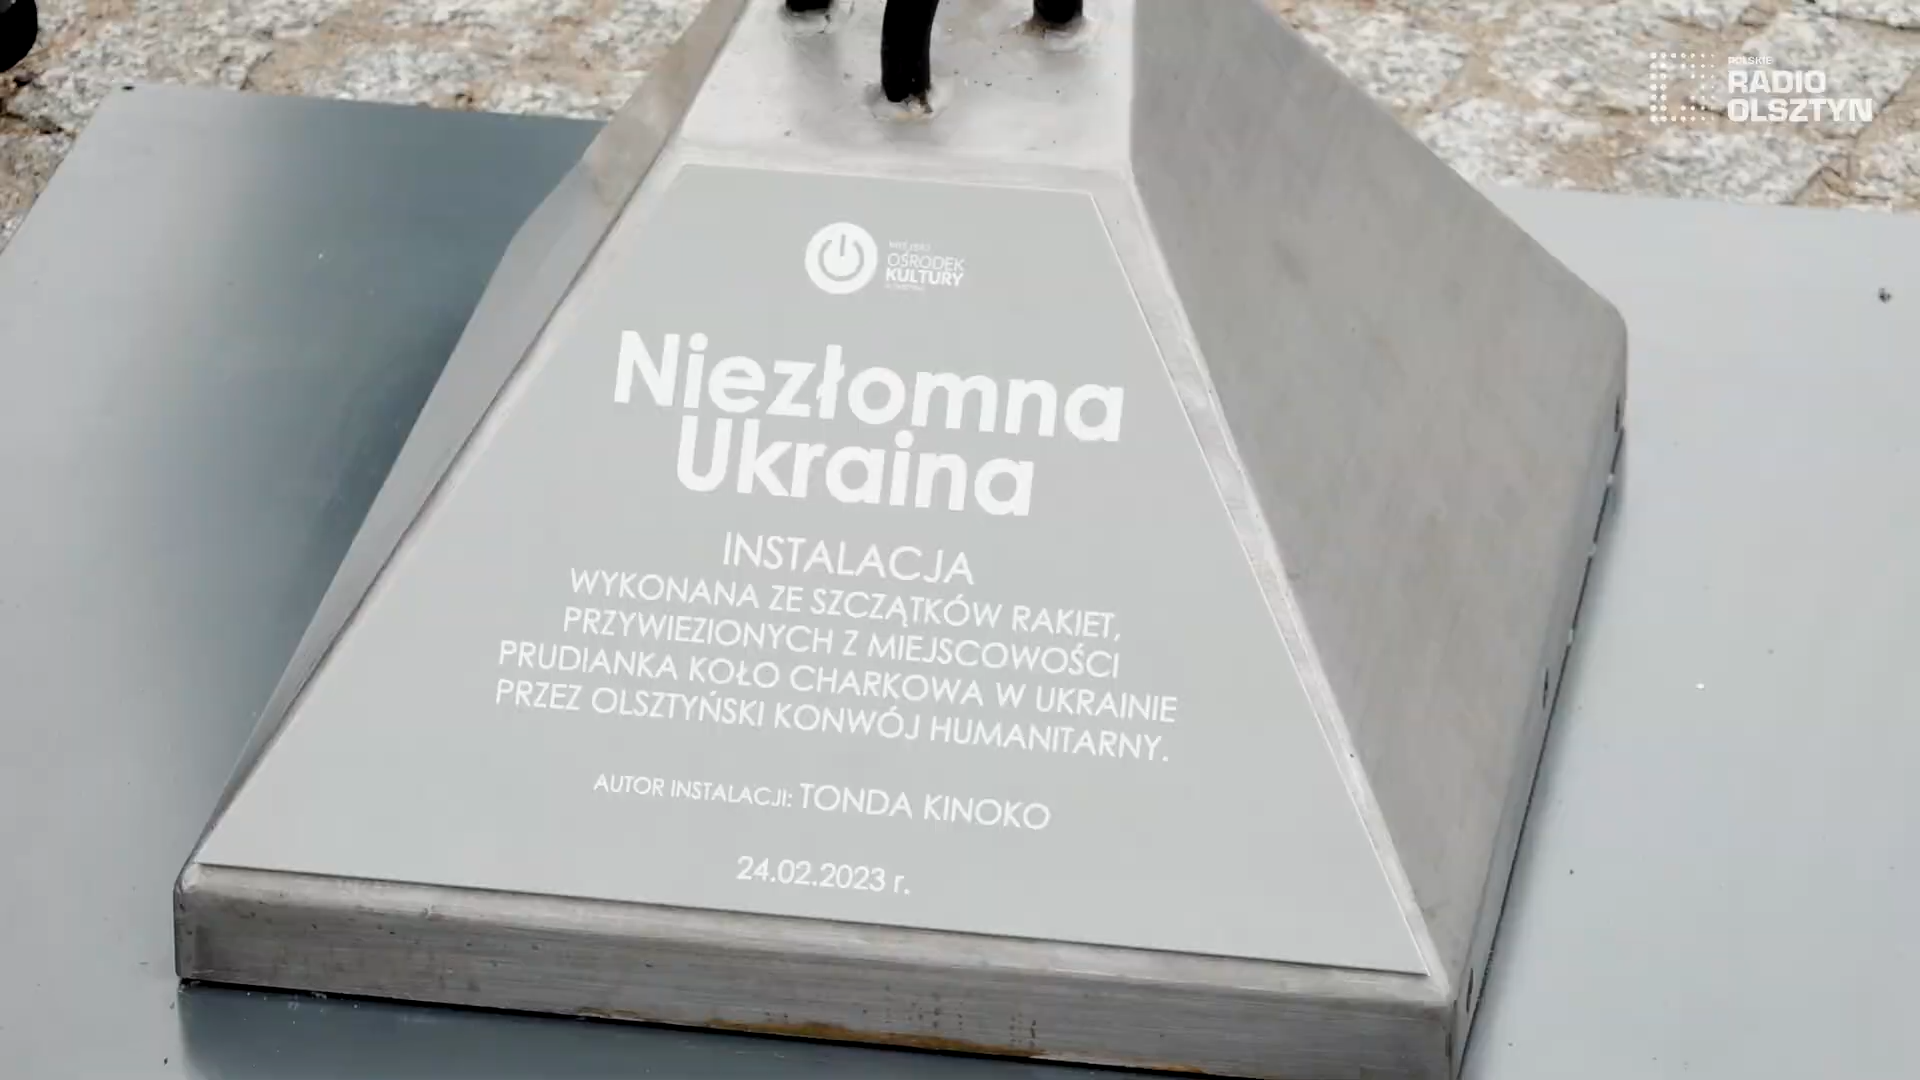 POLSKIE
RADIO
OLSZTYN
MIEJSKI
OŚRODEK
KULTURY
Niezłomna
Ukraina
INSTALACJA
WYKONANA ZE SZCZĄTKÓW RAKIET,
PRZYWIEZIONYCH Z MIEJSCOWOŚCI
PRUDIANKA KOŁO CHARKOWA W UKRAINIE
PRZEZ OLSZTYŃSKI KONWÓJ HUMANITARNY.
AUTOR INSTALACJI: TONDA KINOKO
24.02.2023 r.